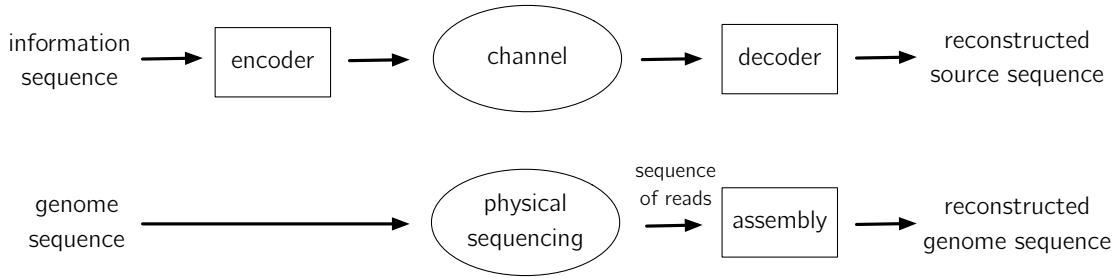 information
sequence
encoder
channel
decoder
reconstructed
source sequence
genome
sequence
physical
sequencing
sequence
of reads
assembly
reconstructed
genome sequence